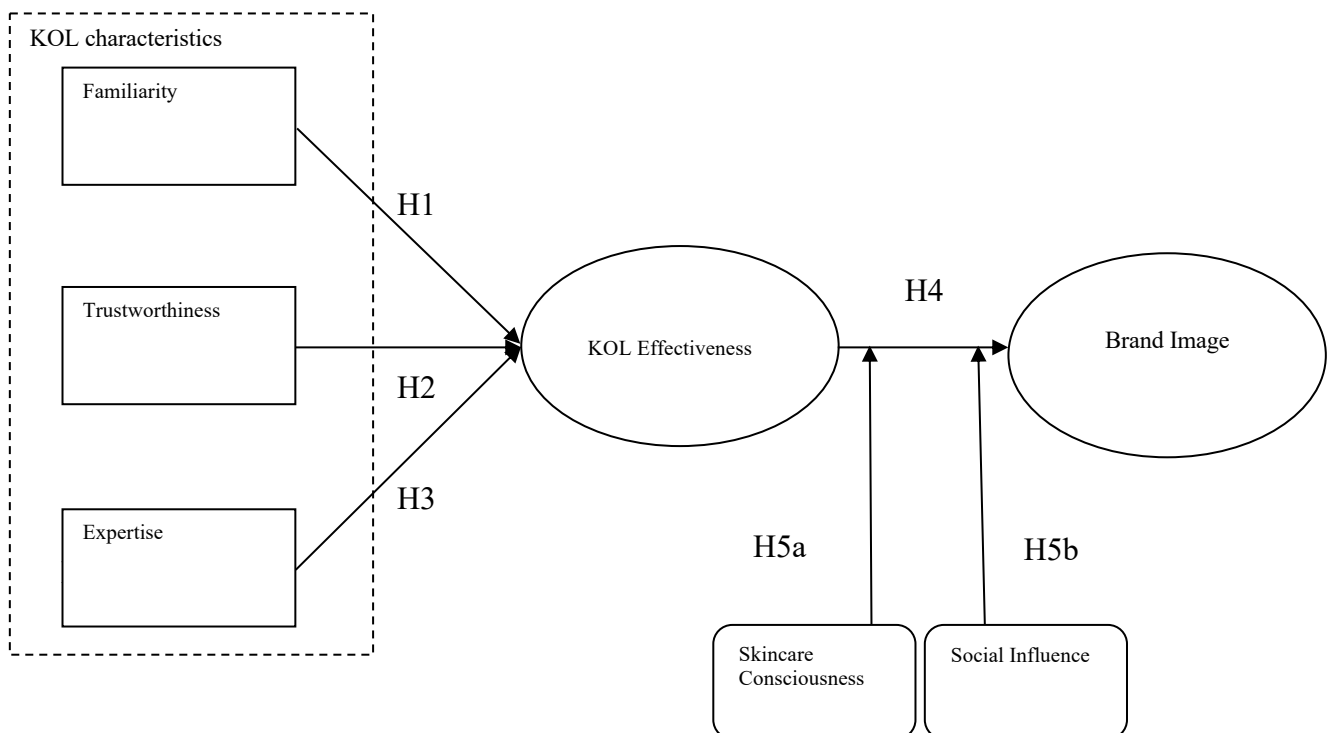 KOL characteristics
Familiarity
H1
Trustworthiness
H2
Expertise
H3
KOL Effectiveness
H4
Brand Image
H5a
H5b
Skincare
Consciousness
Social Influence